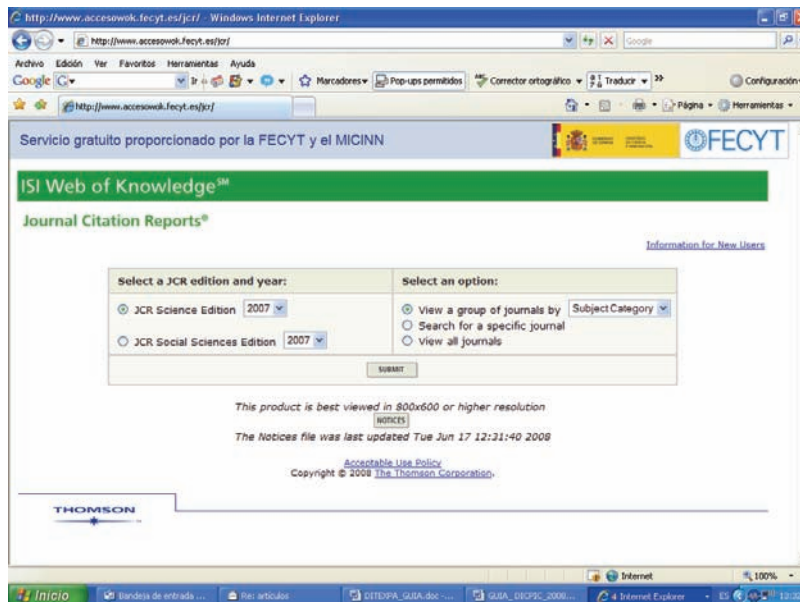 http://www.accesowok.fecyt.es/jcr/ - Windows Internet Explorer
http://www.accesowok.fecyt.es/jcr/
Google
Archivo Edición Ver Favoritos Herramientas Ayuda
Google G Ir Marcadores Pop-ups permitidos Corrector ortográfico Traducir Configuración
http://www.accesowok.fecyt.es/jcr/ Página Herramientas
Servicio gratuito proporcionado por la FECYT y el MICINN
FECYT
ISI Web of Knowledge℠
Journal Citation Reports®
Information for New Users
Select a JCR edition and year: Select an option:
JCR Science Edition 2007 View a group of journals by Subject Category
Search for a specific journal
JCR Social Sciences Edition 2007 View all journals
SUBMIT
This product is best viewed in 800x600 or higher resolution
NOTICES
The Notices file was last updated Tue Jun 17 12:31:40 2008
Acceptable Use Policy
Copyright © 2008 The Thomson Corporation.
THOMSON
Internet 100%
Inicio Bandeja de entrada ... Re: articulos DITEXPA_GUIA.doc -... GUIA_DICPIC_2008... 4 Internet Explorer ES